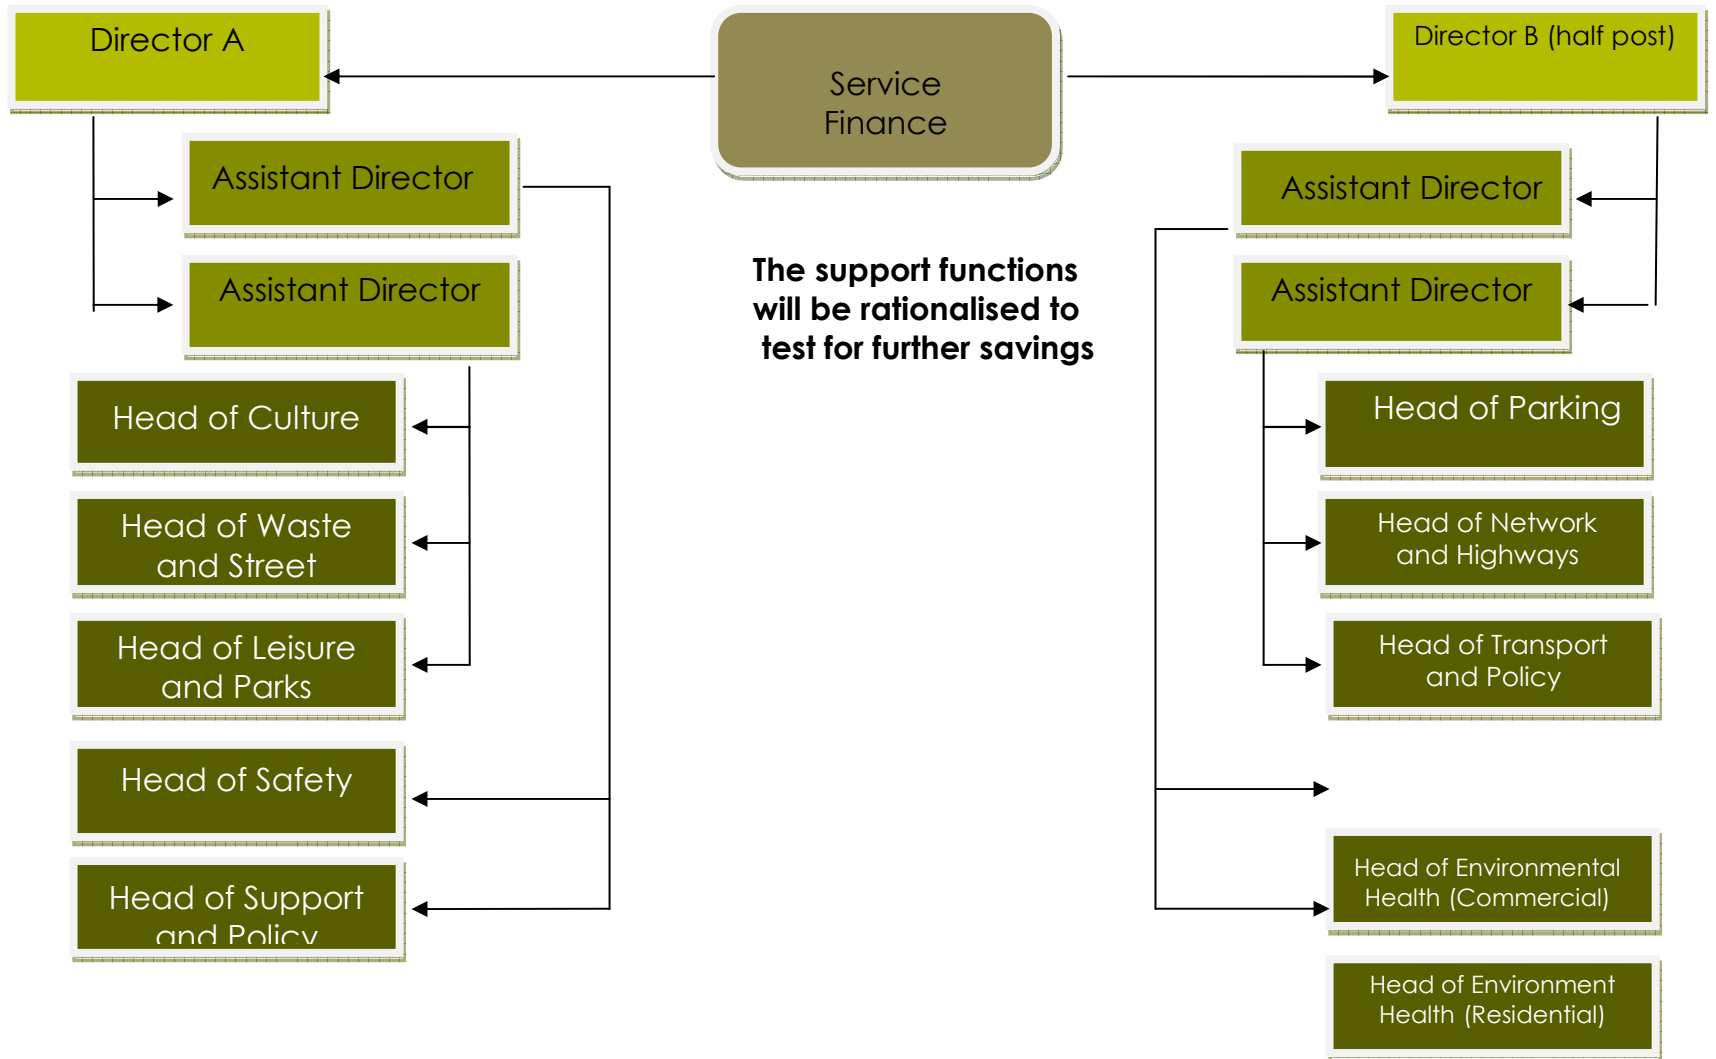 Director A
Service
Finance
Director B (half post)
Assistant Director
Assistant Director
Assistant Director
Assistant Director
The support functions
will be rationalised to
test for further savings
Head of Culture
Head of Waste
and Street
Head of Leisure
and Parks
Head of Safety
Head of Support
and Policy
Head of Parking
Head of Network
and Highways
Head of Transport
and Policy
Head of Environmental
Health (Commercial)
Head of Environment
Health (Residential)